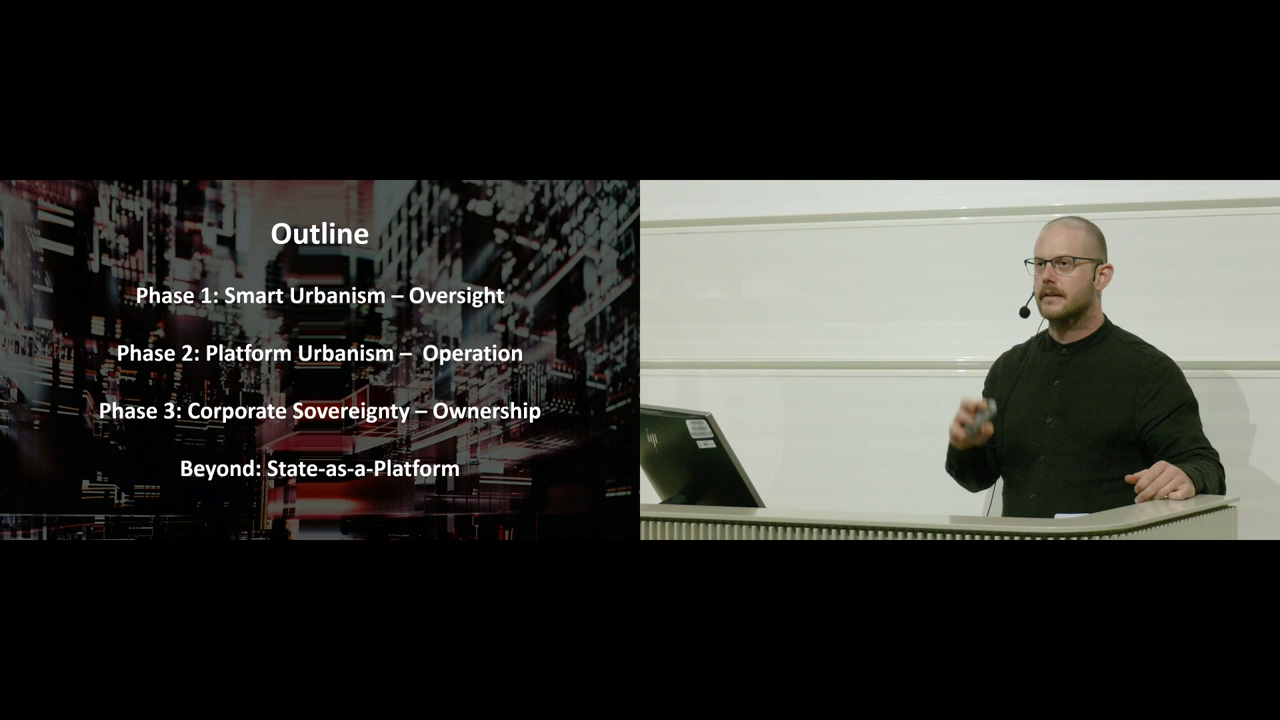 Outline
Phase 1: Smart Urbanism – Oversight
Phase 2: Platform Urbanism –  Operation
Phase 3: Corporate Sovereignty – Ownership
Beyond: State-as-a-Platform
hp